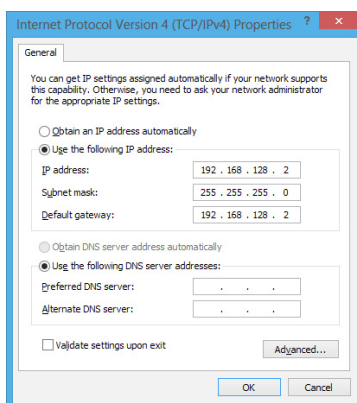 Internet Protocol Version 4 (TCP/IPv4) Properties ? ×
General
You can get IP settings assigned automatically if your network supports
this capability. Otherwise, you need to ask your network administrator
for the appropriate IP settings.
Obtain an IP address automatically
Use the following IP address:
IP address: 192 . 168 . 128 . 2
Subnet mask: 255 . 255 . 255 . 0
Default gateway: 192 . 168 . 128 . 2
Obtain DNS server address automatically
Use the following DNS server addresses:
Preferred DNS server: . . .
Alternate DNS server: . . .
Validate settings upon exit
Advanced...
OK Cancel